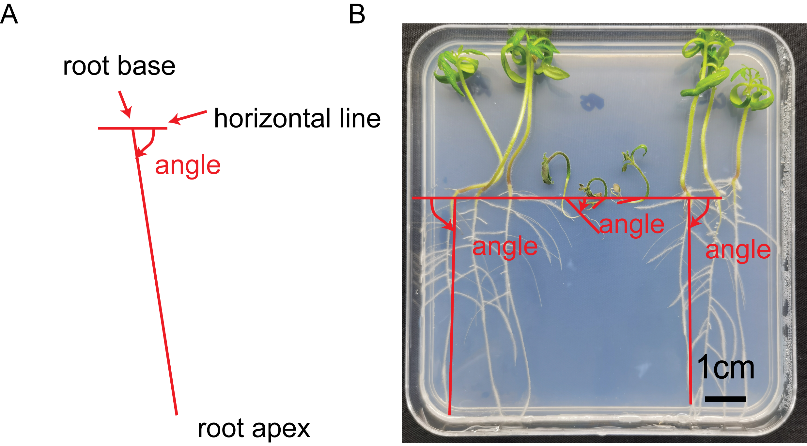 A
root base
horizontal line
angle
root apex
B
angle
angle
angle
1cm